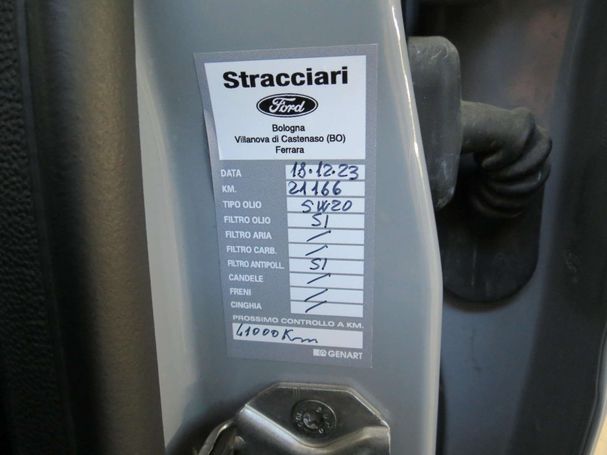 Stracciari
Ford
Bologna
Villanova di Castenaso (BO)
Ferrara
DATA 18.12.23
KM. 21166
TIPO OLIO 5W20
FILTRO OLIO SI
FILTRO ARIA /
FILTRO CARB. /
FILTRO ANTIPOLL. SI
CANDELE /
FRENI /
CINGHIA /
PROSSIMO CONTROLLO A KM.
41000 Km
GENART